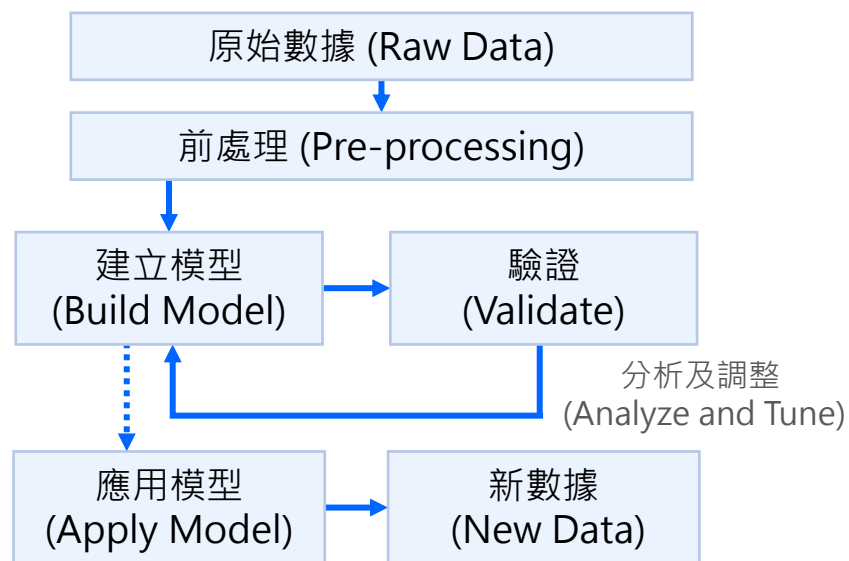 原始數據 (Raw Data)
前處理 (Pre-processing)
建立模型
(Build Model)
驗證
(Validate)
分析及調整
(Analyze and Tune)
應用模型
(Apply Model)
新數據
(New Data)